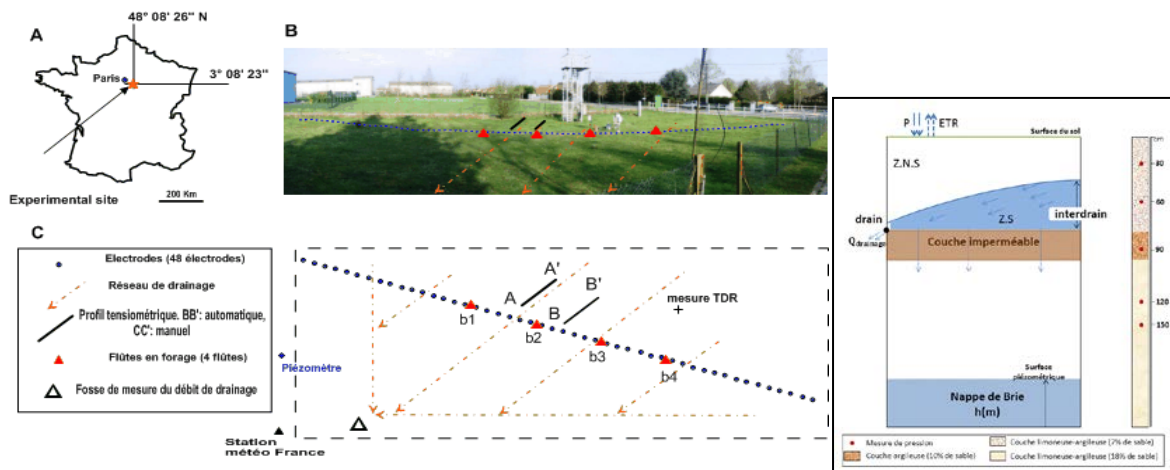 48° 08' 26" N
A
B
Paris
3° 08' 23"
Experimental site
200 Km
C
Electrodes (48 électrodes)
Réseau de drainage
Profil tensiométrique. BB': automatique,
CC': manuel
Flûtes en forage (4 flûtes)
Fosse de mesure du débit de drainage
Piézomètre
Station
météo France
A'
A
B'
B
mesure TDR
b1
b2
b3
b4
P
ETR
Surface du sol
Z.N.S
drain
Z.S
interdrain
Qdrainage
Couche imperméable
Surface
piézométrique
Nappe de Brie
h(m)
cm
30
60
90
120
150
Mesure de pression
Couche limoneuse-argileuse (7% de sable)
Couche argileuse (10% de sable)
Couche limoneuse-argileuse (18% de sable)